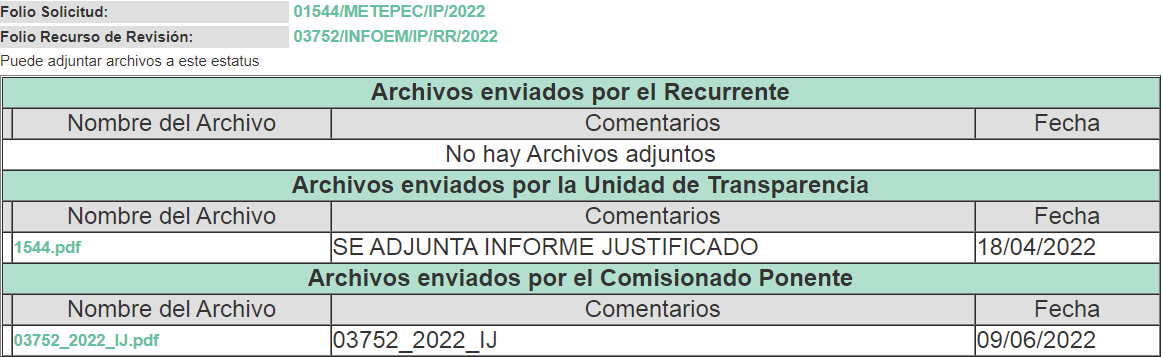 Folio Solicitud: 01544/METEPEC/IP/2022
Folio Recurso de Revisión: 03752/INFOEM/IP/RR/2022
Puede adjuntar archivos a este estatus
Archivos enviados por el Recurrente
Nombre del Archivo Comentarios Fecha
No hay Archivos adjuntos
Archivos enviados por la Unidad de Transparencia
Nombre del Archivo Comentarios Fecha
1544.pdf SE ADJUNTA INFORME JUSTIFICADO 18/04/2022
Archivos enviados por el Comisionado Ponente
Nombre del Archivo Comentarios Fecha
03752_2022_IJ.pdf 03752_2022_IJ 09/06/2022